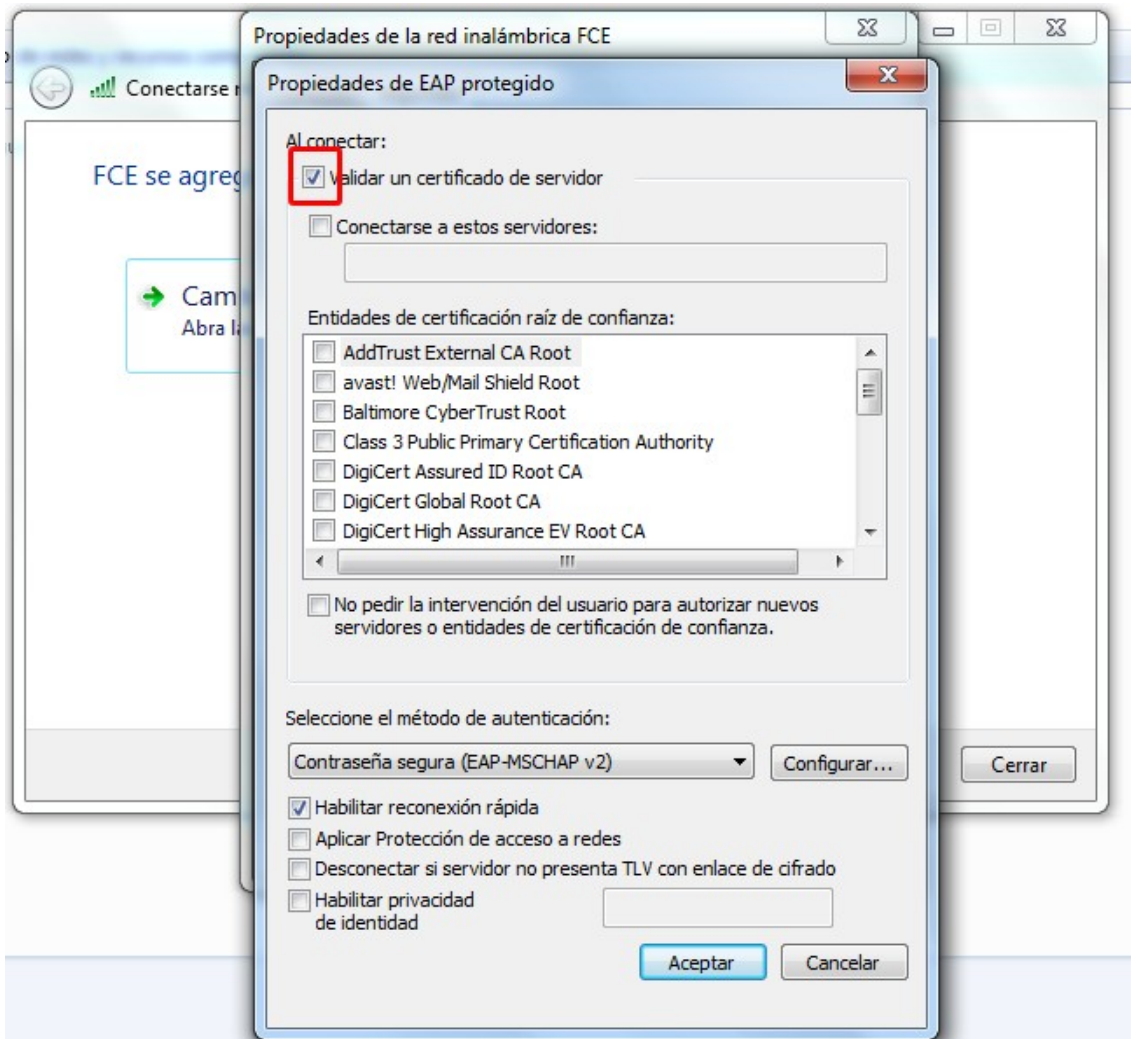 Propiedades de la red inalámbrica FCE
Propiedades de EAP protegido
Conectarse
FCE se
Abra
Al conectar:
Validar un certificado de servidor
Conectarse a estos servidores:
Entidades de certificación raíz de confianza:
AddTrust External CA Root
avast! Web/Mail Shield Root
Baltimore CyberTrust Root
Class 3 Public Primary Certification Authority
DigiCert Assured ID Root CA
DigiCert Global Root CA
DigiCert High Assurance EV Root CA
No pedir la intervención del usuario para autorizar nuevos
servidores o entidades de certificación de confianza.
Seleccione el método de autenticación:
Contraseña segura (EAP-MSCHAP v2)
Configurar...
Cerrar
Habilitar reconexión rápida
Aplicar Protección de acceso a redes
Desconectar si servidor no presenta TLV con enlace de cifrado
Habilitar privacidad
de identidad
Aceptar
Cancelar